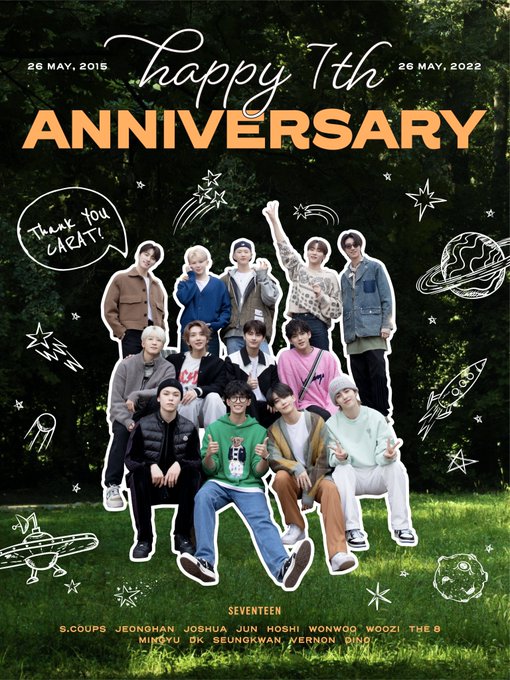 26 MAY, 2015
happy 7th
26 MAY, 2022
ANNIVERSARY
Thank YOU
CARAT!
SEVENTEEN
S.COUPS JEONGHAN JOSHUA JUN HOSHI WONWOO WOOZI THE 8
MINGYU DK SEUNGKWAN VERNON DINO